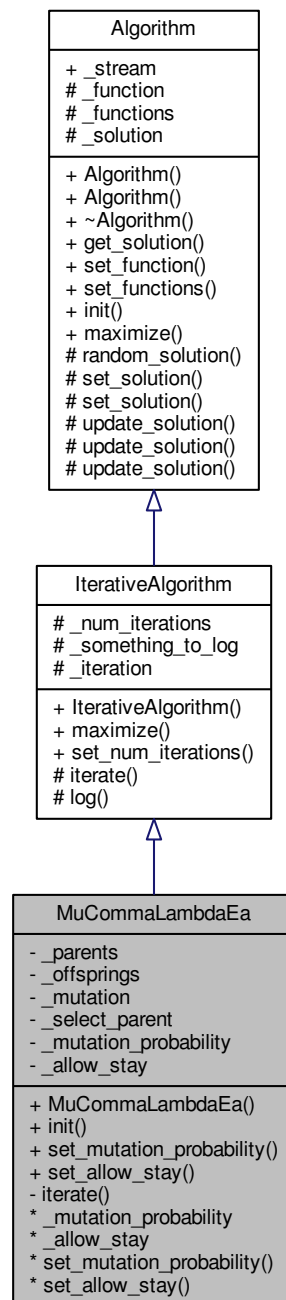 Algorithm
+ _stream
# _function
# _functions
# _solution
+ Algorithm()
+ Algorithm()
+ ~Algorithm()
+ get_solution()
+ set_function()
+ set_functions()
+ init()
+ maximize()
# random_solution()
# set_solution()
# set_solution()
# update_solution()
# update_solution()
# update_solution()
IterativeAlgorithm
# _num_iterations
# _something_to_log
# _iteration
+ IterativeAlgorithm()
+ maximize()
+ set_num_iterations()
# iterate()
# log()
MuCommaLambdaEa
- _parents
- _offsprings
- _mutation
- _select_parent
- _mutation_probability
- _allow_stay
+ MuCommaLambdaEa()
+ init()
+ set_mutation_probability()
+ set_allow_stay()
- iterate()
* _mutation_probability
* _allow_stay
* set_mutation_probability()
* set_allow_stay()